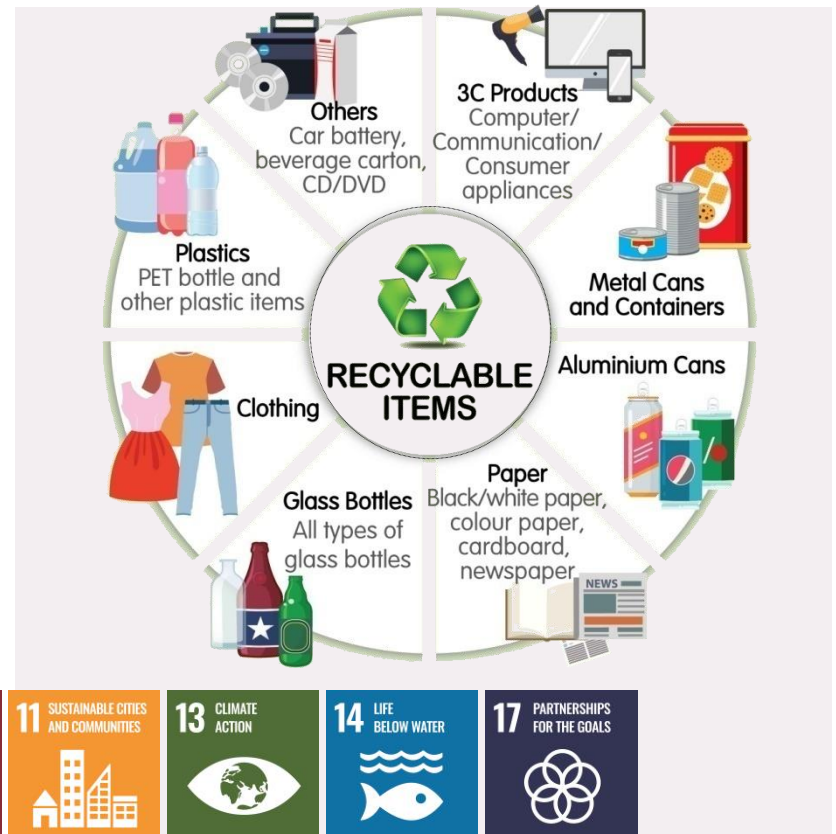 Others
Car battery,
beverage carton,
CD/DVD
3C Products
Computer/
Communication/
Consumer
appliances
Plastics
PET bottle and
other plastic items
Metal Cans
and Containers
RECYCLABLE
ITEMS
Clothing
Aluminium Cans
Glass Bottles
All types of
glass bottles
Paper
Black/white paper,
colour paper,
cardboard,
newspaper
NEWS
11 SUSTAINABLE CITIES
AND COMMUNITIES
13 CLIMATE
ACTION
14 LIFE
BELOW WATER
17 PARTNERSHIPS
FOR THE GOALS